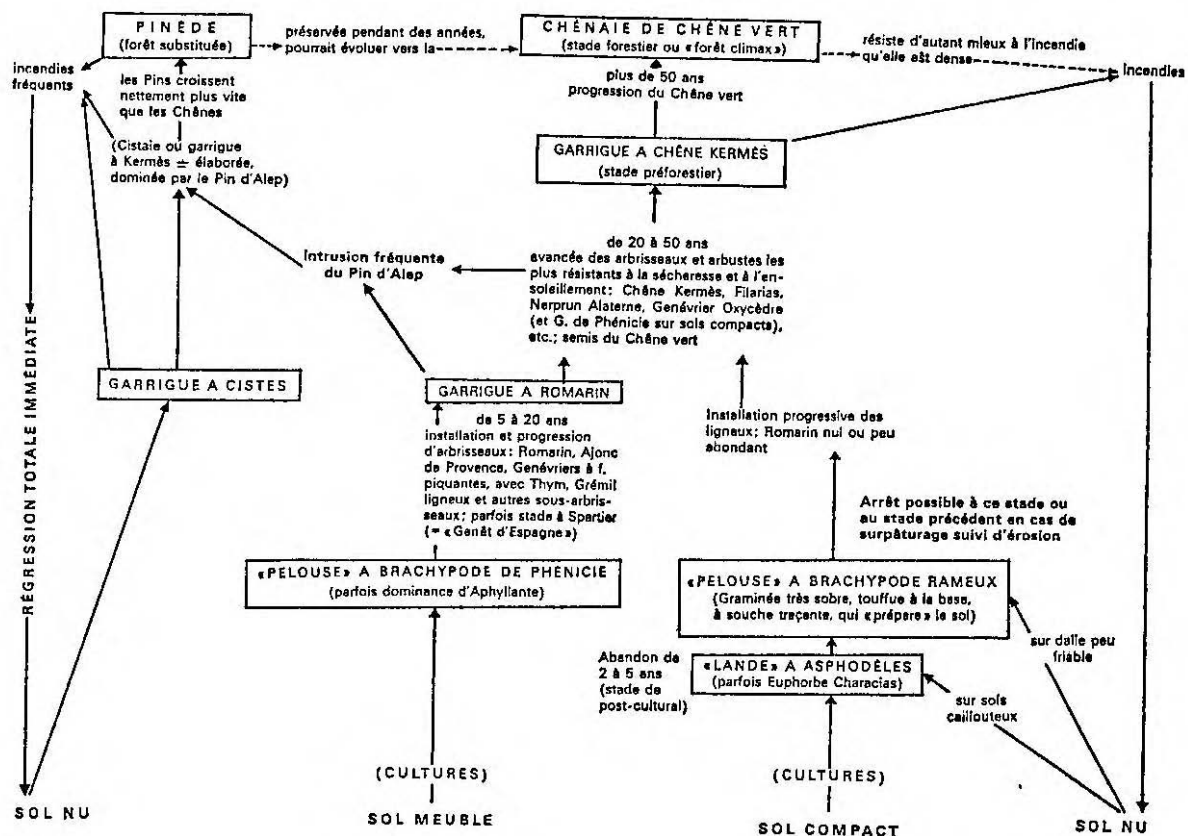 PINÈDE
(forêt substituée)
préservée pendant des années,
pourrait évoluer vers la
CHÊNAIE DE CHÊNE VERT
(stade forestier ou «forêt climax»)
résiste d'autant mieux à l'incendie
qu'elle est dense
Incendies
incendies
fréquents
les Pins croissent
nettement plus vite
que les Chênes
plus de 50 ans
progression du Chêne vert
(Cistaie ou garrigue
à Kermès ± élaborée,
dominée par le Pin d'Alep)
GARRIGUE A CHÊNE KERMÈS
(stade préforestier)
Intrusion fréquente
du Pin d'Alep
de 20 à 50 ans
avancée des arbrisseaux et arbustes les
plus résistants à la sécheresse et à l'en-
soleillement: Chêne Kermès, Filarias,
Nerprun Alaterne, Genévrier Oxycèdre
(et G. de Phénicie sur sols compacts),
etc.; semis du Chêne vert
RÉGRESSION TOTALE IMMÉDIATE
GARRIGUE A CISTES
GARRIGUE A ROMARIN
de 5 à 20 ans
installation et progression
d'arbrisseaux: Romarin, Ajonc
de Provence, Genévriers à f.
piquantes, avec Thym, Grémil
ligneux et autres sous-arbris-
seaux; parfois stade à Spartier
(= «Genêt d'Espagne»)
Installation progressive des
ligneux; Romarin nul ou peu
abondant
Arrêt possible à ce stade ou
au stade précédent en cas de
surpâturage suivi d'érosion
«PELOUSE» A BRACHYPODE DE PHÉNICIE
(parfois dominance d'Aphyllante)
«PELOUSE» A BRACHYPODE RAMEUX
(Graminée très sobre, touffue à la base,
à souche traçante, qui «prépare» le sol)
sur dalle peu
friable
Abandon de
2 à 5 ans
(stade de
post-cultural)
«LANDE» A ASPHODÈLES
(parfois Euphorbe Characias)
sur sols
caillouteux
(CULTURES)
(CULTURES)
SOL NU
SOL MEUBLE
SOL COMPACT
SOL NU